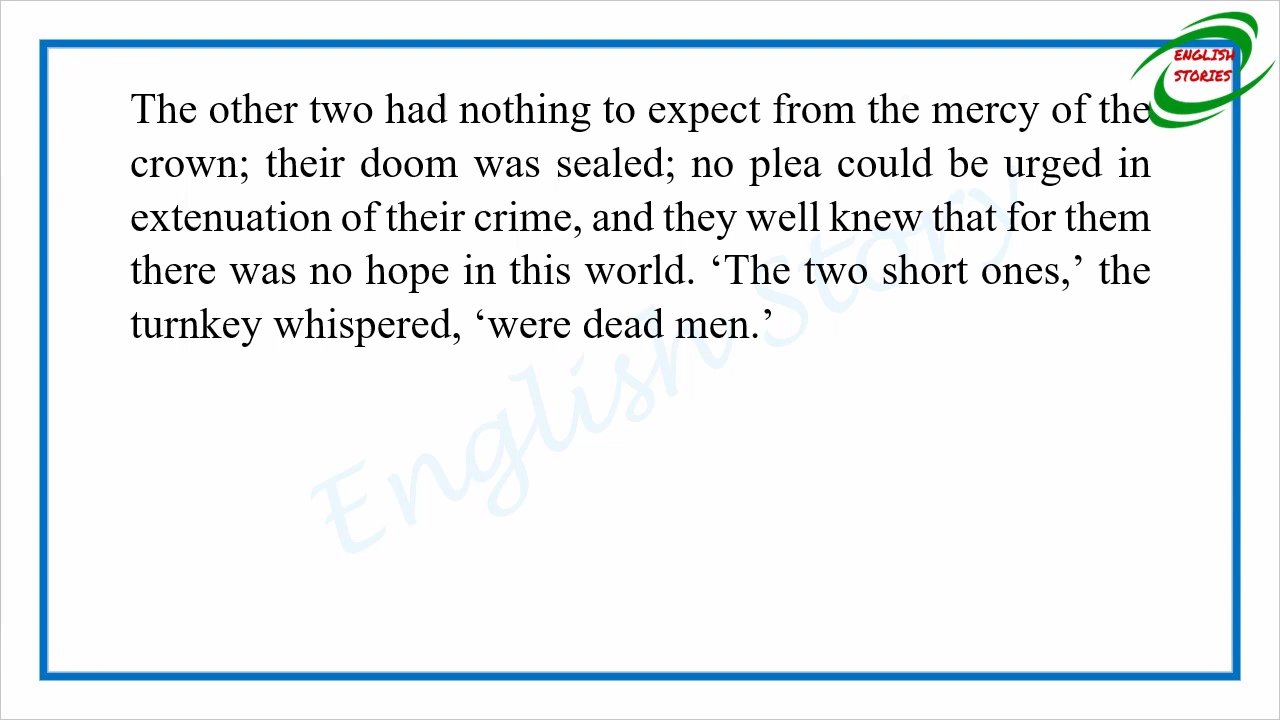 ENGLISH
STORIES
The other two had nothing to expect from the mercy of the
crown; their doom was sealed; no plea could be urged in
extenuation of their crime, and they well knew that for them
there was no hope in this world. ‘The two short ones,’ the
turnkey whispered, ‘were dead men.’
English Story